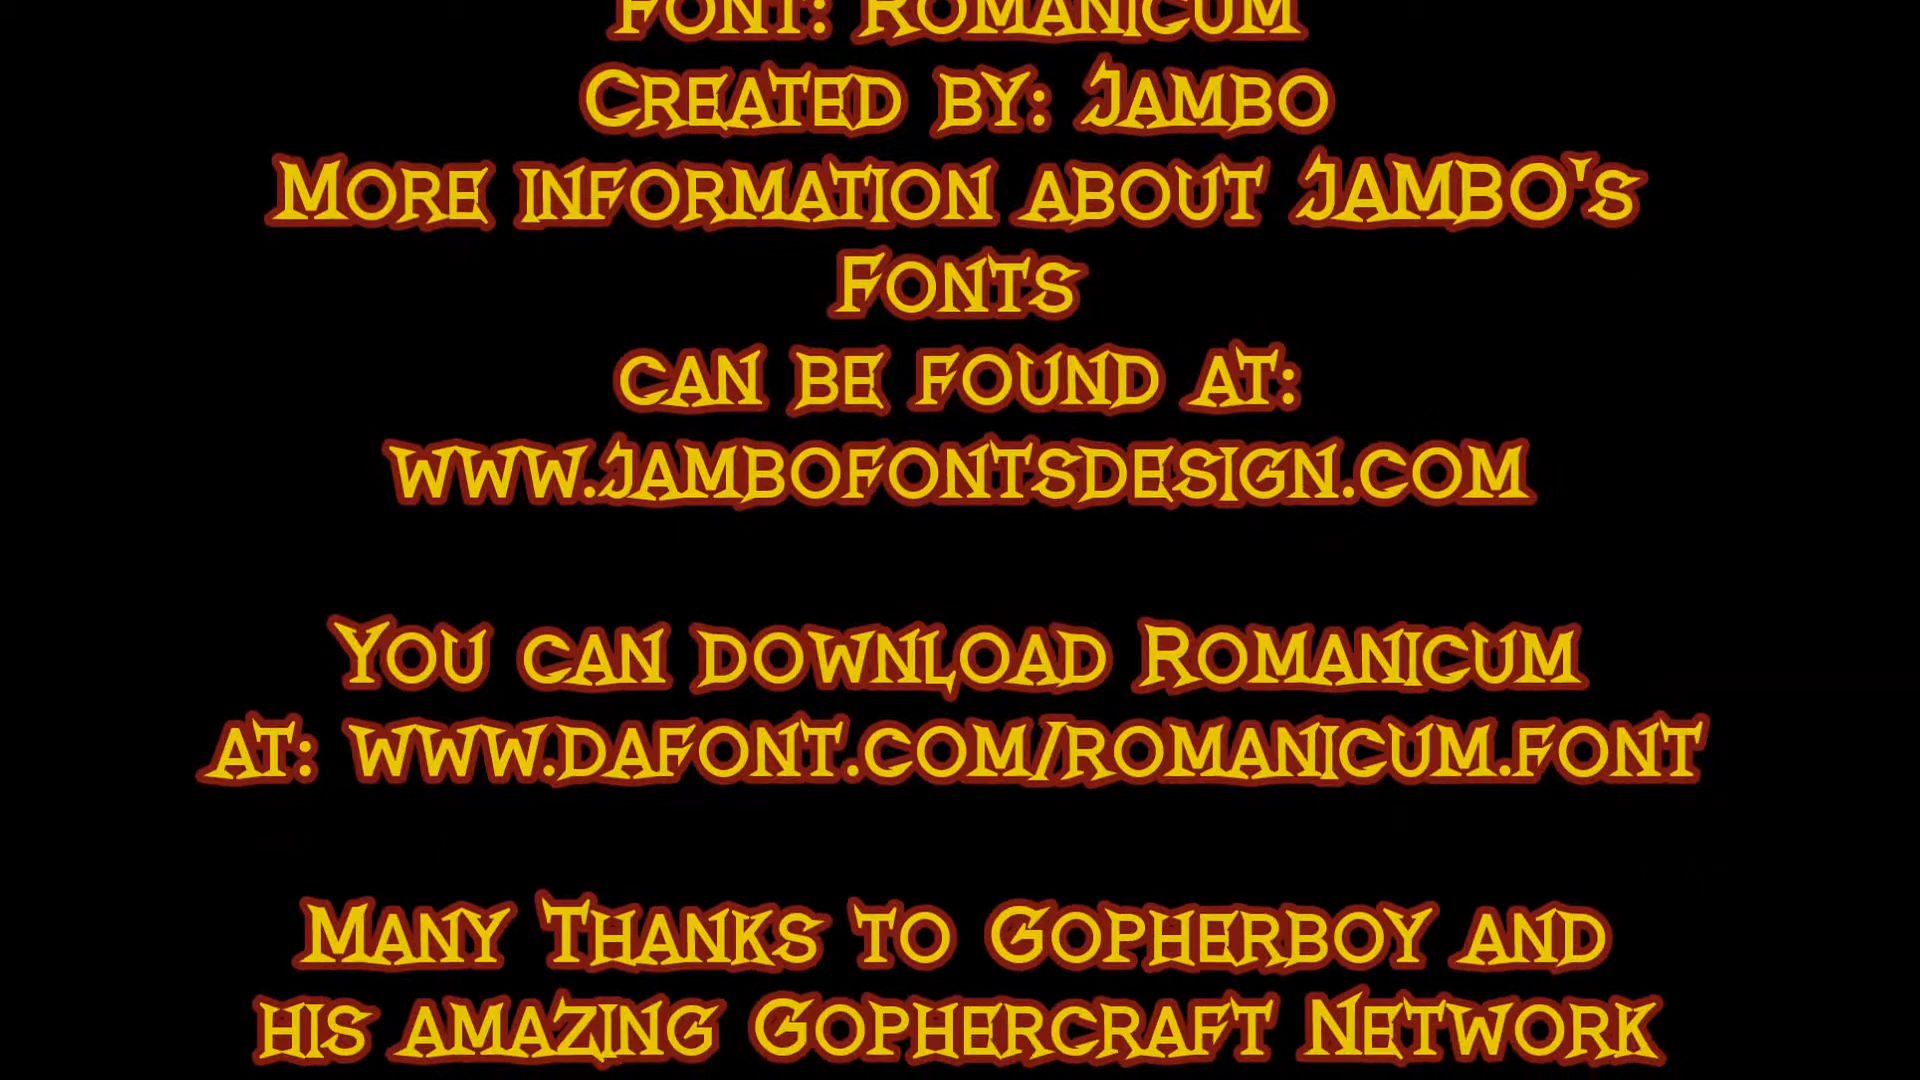 Font: Romanicum
Created by: Jambo
More information about JAMBO's
Fonts
can be found at:
www.jambofontsdesign.com
You can download Romanicum
at: www.dafont.com/romanicum.font
Many Thanks to Gopherboy and
his amazing Gophercraft Network